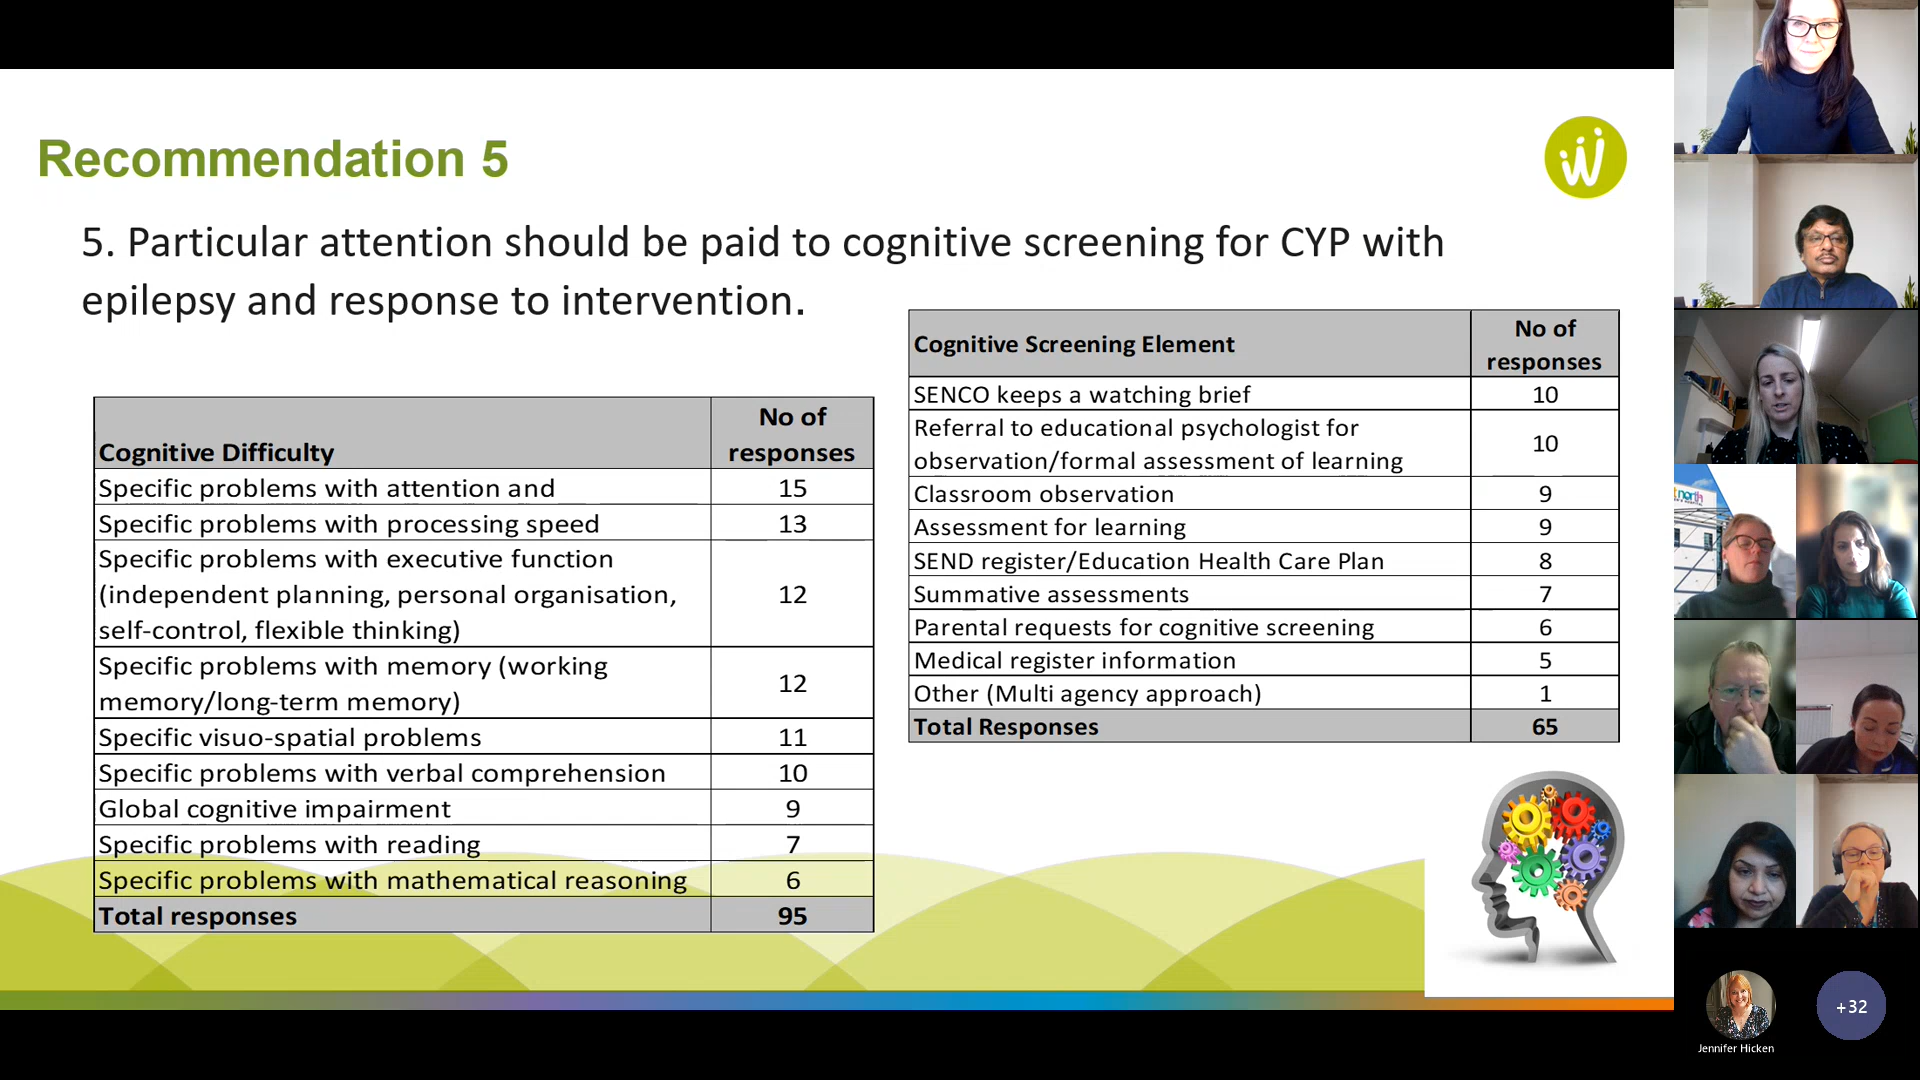 Recommendation 5
5. Particular attention should be paid to cognitive screening for CYP with
epilepsy and response to intervention.
Cognitive Difficulty
No of
responses
Specific problems with attention and
15
Specific problems with processing speed
13
Specific problems with executive function
(independent planning, personal organisation,
self-control, flexible thinking)
12
Specific problems with memory (working
memory/long-term memory)
12
Specific visuo-spatial problems
11
Specific problems with verbal comprehension
10
Global cognitive impairment
9
Specific problems with reading
7
Specific problems with mathematical reasoning
6
Total responses
95
Cognitive Screening Element
No of
responses
SENCO keeps a watching brief
10
Referral to educational psychologist for
observation/formal assessment of learning
10
Classroom observation
9
Assessment for learning
9
SEND register/Education Health Care Plan
8
Summative assessments
7
Parental requests for cognitive screening
6
Medical register information
5
Other (Multi agency approach)
1
Total Responses
65
Jennifer Hicken
+32